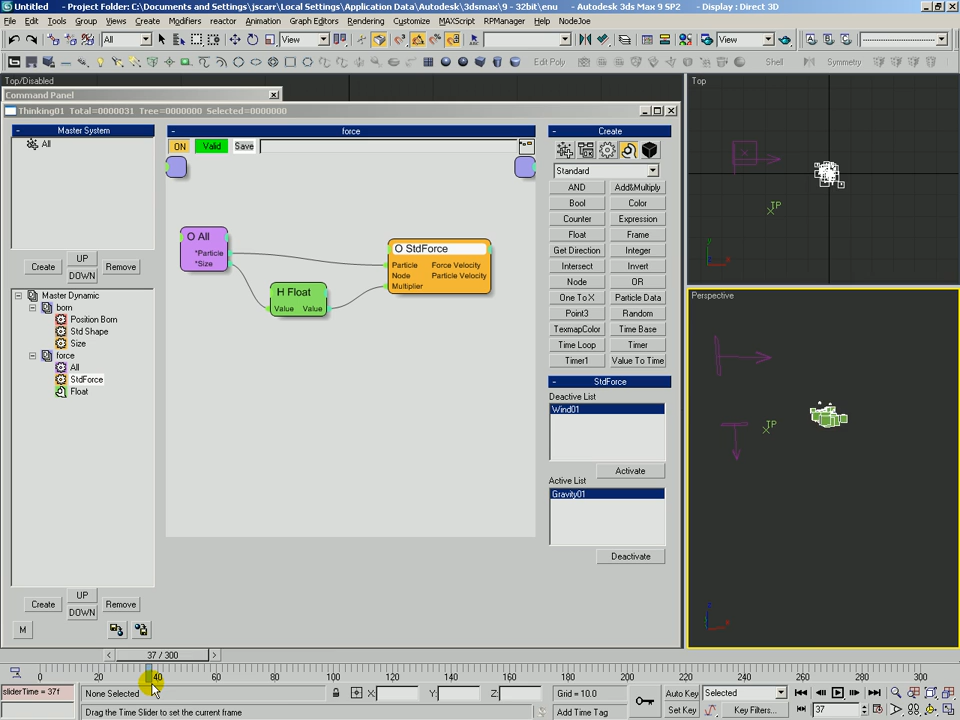 Untitled - Project Folder: C:\Documents and Settings\jscarr\Local Settings\Application Data\Autodesk\3dsmax\9 - 32bit\enu - Autodesk 3ds Max 9 SP2 - Display : Direct 3D
File Edit Tools Group Views Create Modifiers reactor Animation Graph Editors Rendering Customize MAXScript RPManager Help NodeJoe
All View View
Edit Poly Shell Symmetry
Top/Disabled
Command Panel
Thinking01 Total=0000031 Tree=0000000 Selected=0000000
Master System
force
Create
All
ON Valid Save
Standard
AND Add&Multiply
Bool Color
Counter Expression
Float Frame
Get Direction Integer
Intersect Invert
Node OR
One To X Particle Data
Point3 Random
TexmapColor Time Base
Time Loop Timer
Timer1 Value To Time
Create UP Remove
DOWN
Master Dynamic
born
Position Born
Std Shape
Size
force
All
StdForce
Float
O All
*Particle
*Size
H Float
Value Value
O StdForce
Particle Force Velocity
Node Particle Velocity
Multiplier
StdForce
Deactive List
Wind01
Activate
Active List
Gravity01
Deactivate
Create UP Remove
DOWN
M
Top
TP
Perspective
TP
37 / 300
0 20 40 60 80 100 120 140 160 180 200 220 240 260 280 300
sliderTime = 37f
None Selected
X: Y: Z: Grid = 10.0
Auto Key Selected
Drag the Time Slider to set the current frame
Add Time Tag
Set Key Key Filters... 37